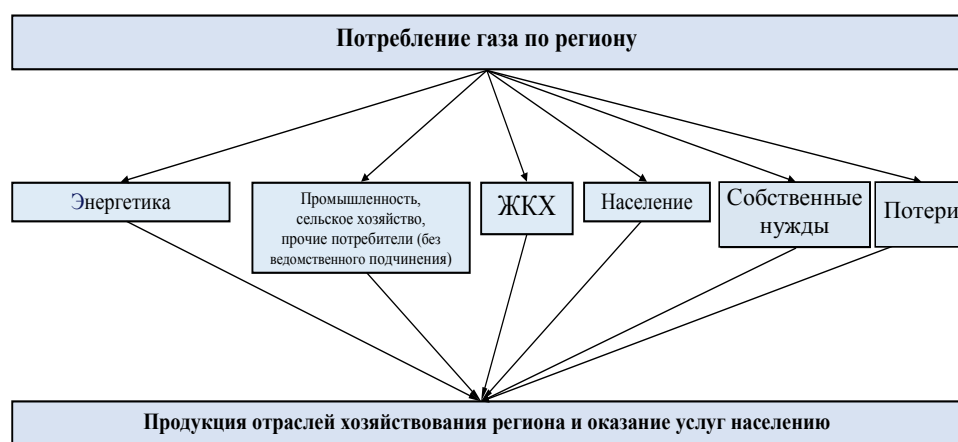 Потребление газа по региону
Энергетика
Промышленность,
сельское хозяйство,
прочие потребители (без
ведомственного подчинения)
ЖКХ
Население
Собственные
нужды
Потери
Продукция отраслей хозяйствования региона и оказание услуг населению